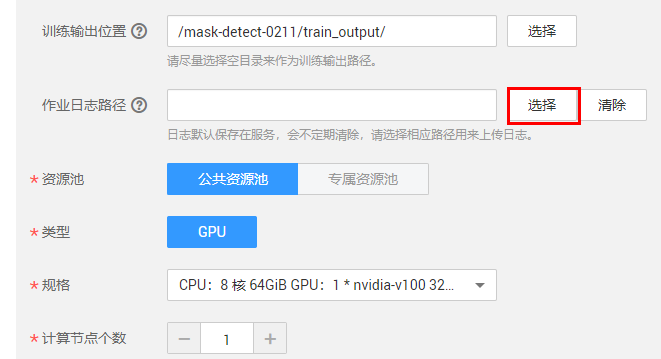 训练输出位置 ? /mask-detect-0211/train_output/ 选择
请尽量选择空目录来作为训练输出路径。
作业日志路径 ? 选择 清除
日志默认保存在服务，会不定期清除，请选择相应路径用来上传日志。
* 资源池 公共资源池 专属资源池
* 类型 GPU
* 规格 CPU：8 核 64GiB GPU：1 * nvidia-v100 32...
* 计算节点个数 − 1 +